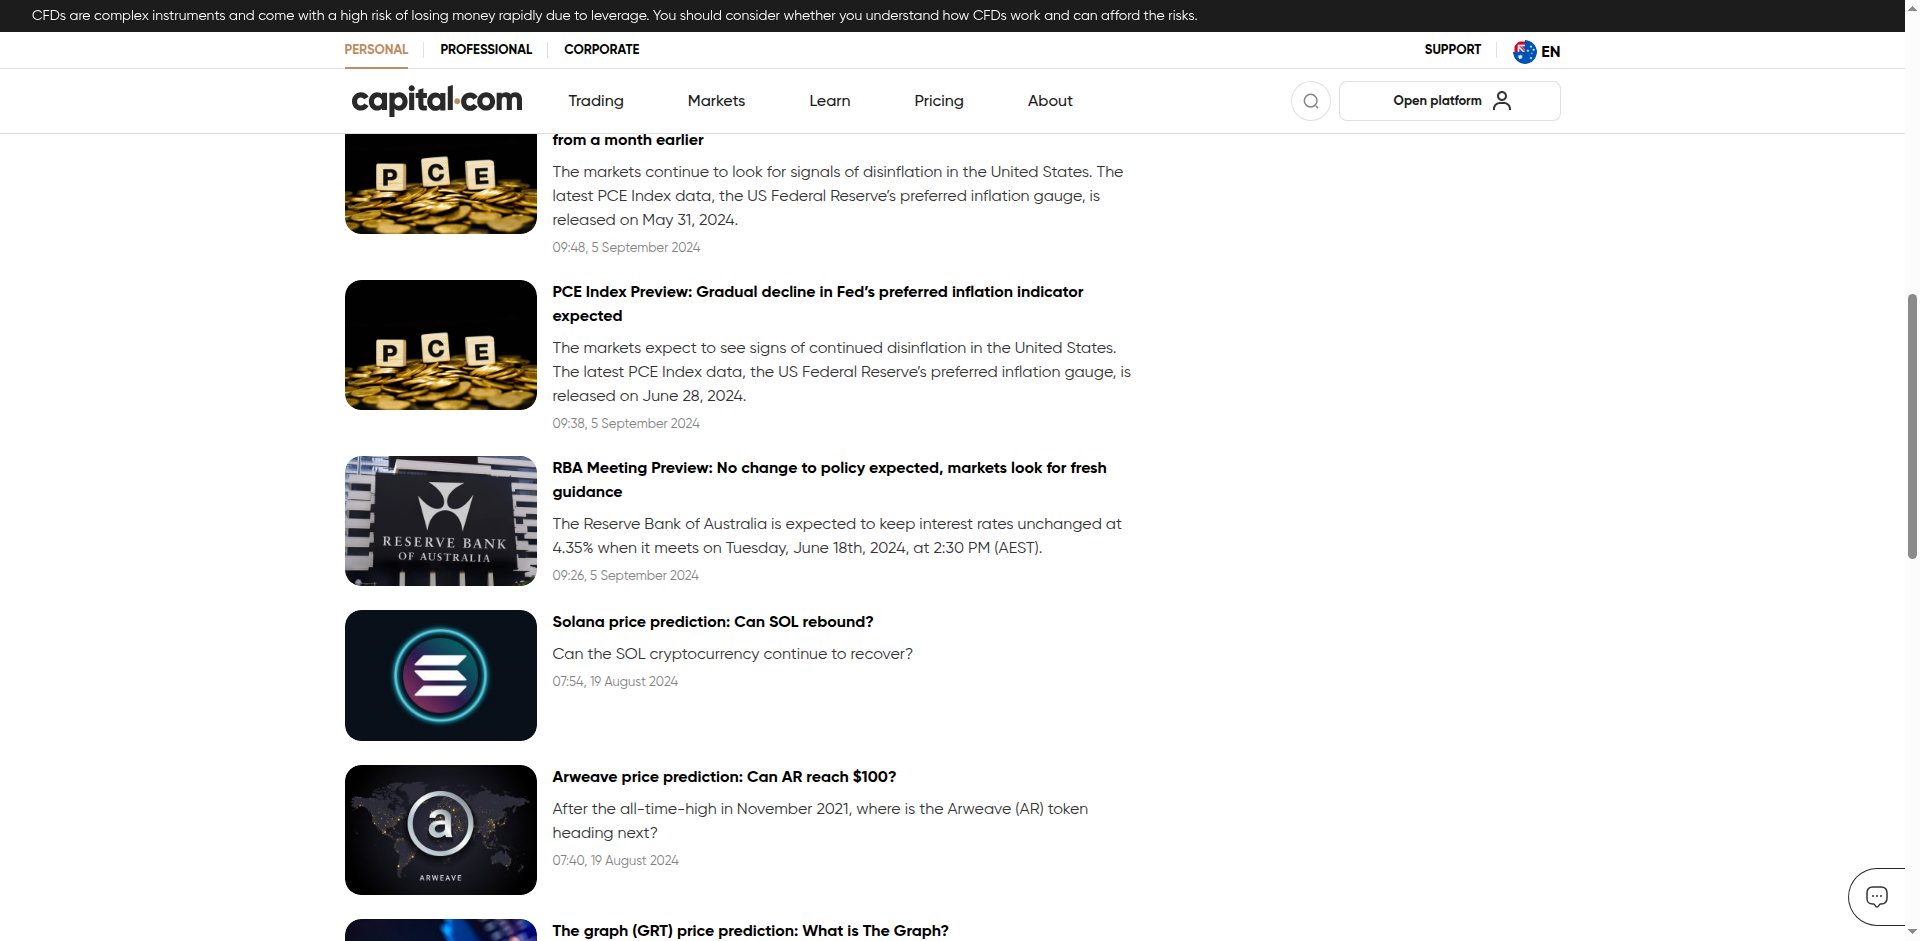 CFDs are complex instruments and come with a high risk of losing money rapidly due to leverage. You should consider whether you understand how CFDs work and can afford the risks.
PERSONAL
PROFESSIONAL
CORPORATE
SUPPORT
EN
capital.com
Trading
Markets
Learn
Pricing
About
Open platform
P C E
from a month earlier
The markets continue to look for signals of disinflation in the United States. The
latest PCE Index data, the US Federal Reserve’s preferred inflation gauge, is
released on May 31, 2024.
09:48, 5 September 2024
P C E
PCE Index Preview: Gradual decline in Fed’s preferred inflation indicator
expected
The markets expect to see signs of continued disinflation in the United States.
The latest PCE Index data, the US Federal Reserve’s preferred inflation gauge, is
released on June 28, 2024.
09:38, 5 September 2024
RESERVE BANK
OF AUSTRALIA
RBA Meeting Preview: No change to policy expected, markets look for fresh
guidance
The Reserve Bank of Australia is expected to keep interest rates unchanged at
4.35% when it meets on Tuesday, June 18th, 2024, at 2:30 PM (AEST).
09:26, 5 September 2024
Solana price prediction: Can SOL rebound?
Can the SOL cryptocurrency continue to recover?
07:54, 19 August 2024
a
ARWEAVE
Arweave price prediction: Can AR reach $100?
After the all-time-high in November 2021, where is the Arweave (AR) token
heading next?
07:40, 19 August 2024
The graph (GRT) price prediction: What is The Graph?